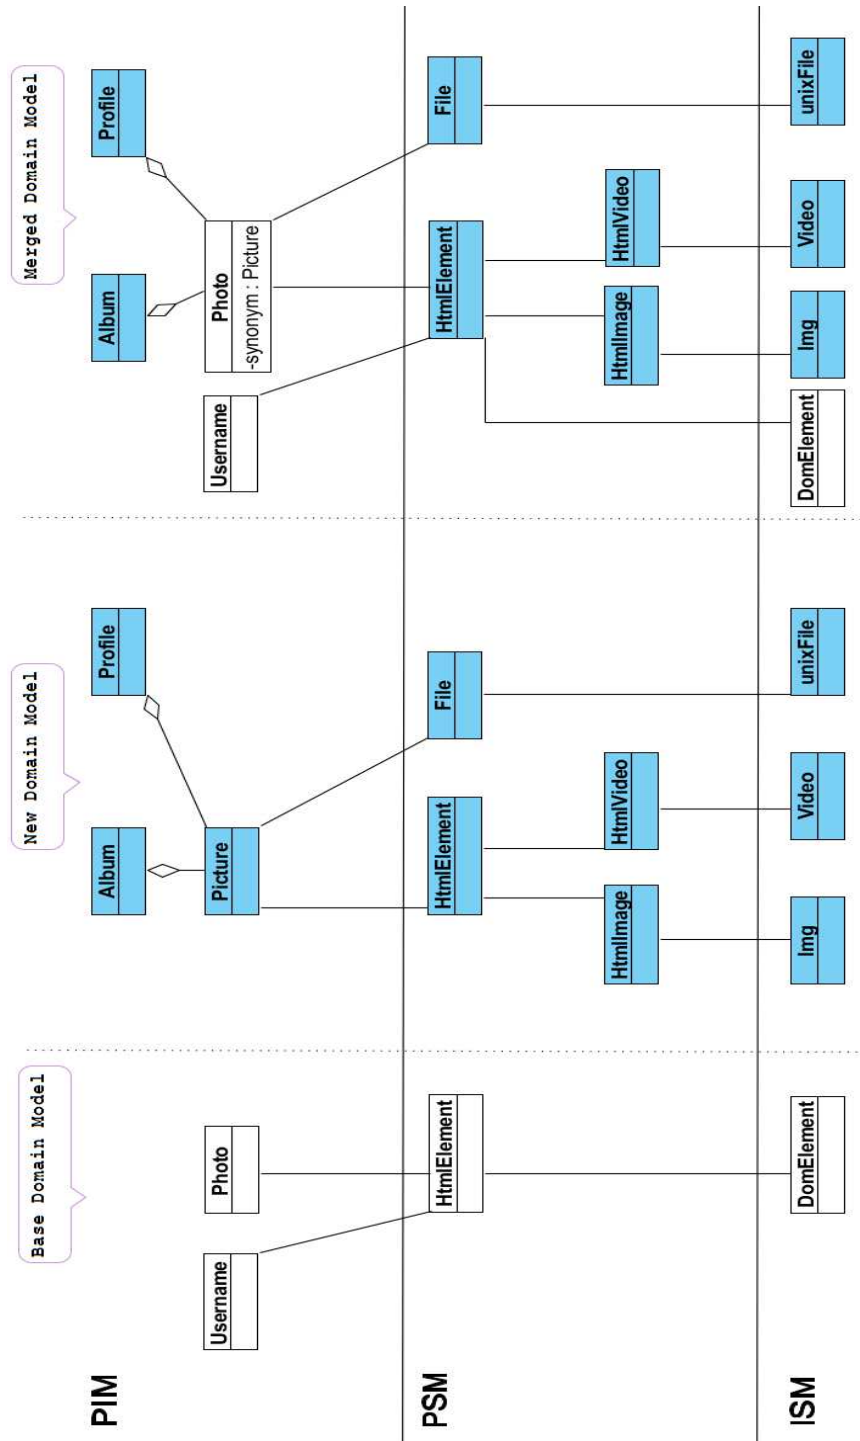 Base Domain Model
New Domain Model
Merged Domain Model
PIM
Album
Profile
Album
Profile
Username
Photo
Picture
Username
Photo
-synonym : Picture
PSM
HtmlElement
HtmlElement
File
HtmlElement
File
HtmlImage
HtmlVideo
HtmlImage
HtmlVideo
ISM
DomElement
Img
Video
unixFile
DomElement
Img
Video
unixFile